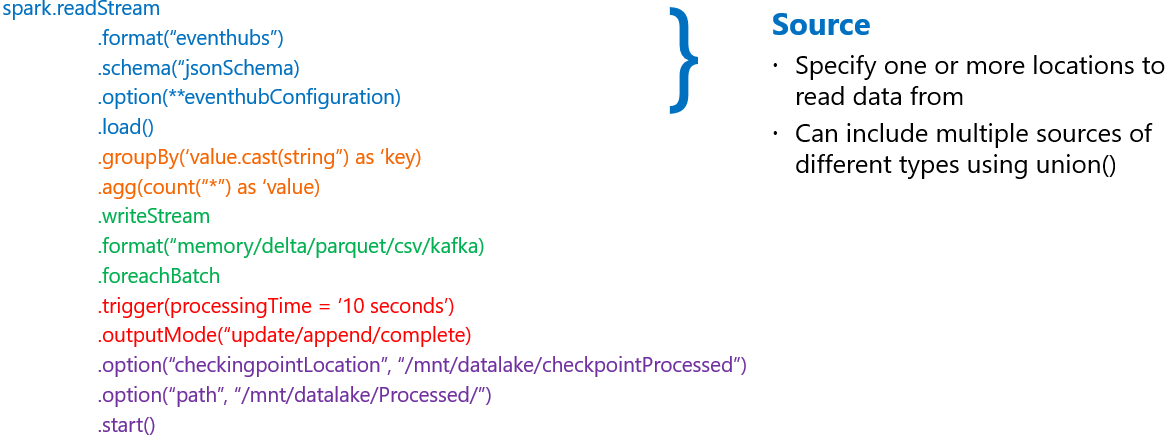 spark.readStream
.format(“eventhubs”)
.schema(“jsonSchema)
.option(**eventhubConfiguration)
.load()
.groupBy(‘value.cast(string”) as ‘key)
.agg(count(“*”) as ‘value)
.writeStream
.format(“memory/delta/parquet/csv/kafka)
.foreachBatch
.trigger(processingTime = ‘10 seconds’)
.outputMode(“update/append/complete)
.option(“checkingpointLocation”, “/mnt/datalake/checkpointProcessed”)
.option(“path”, “/mnt/datalake/Processed/”)
.start()
}
Source
· Specify one or more locations to
read data from
· Can include multiple sources of
different types using union()